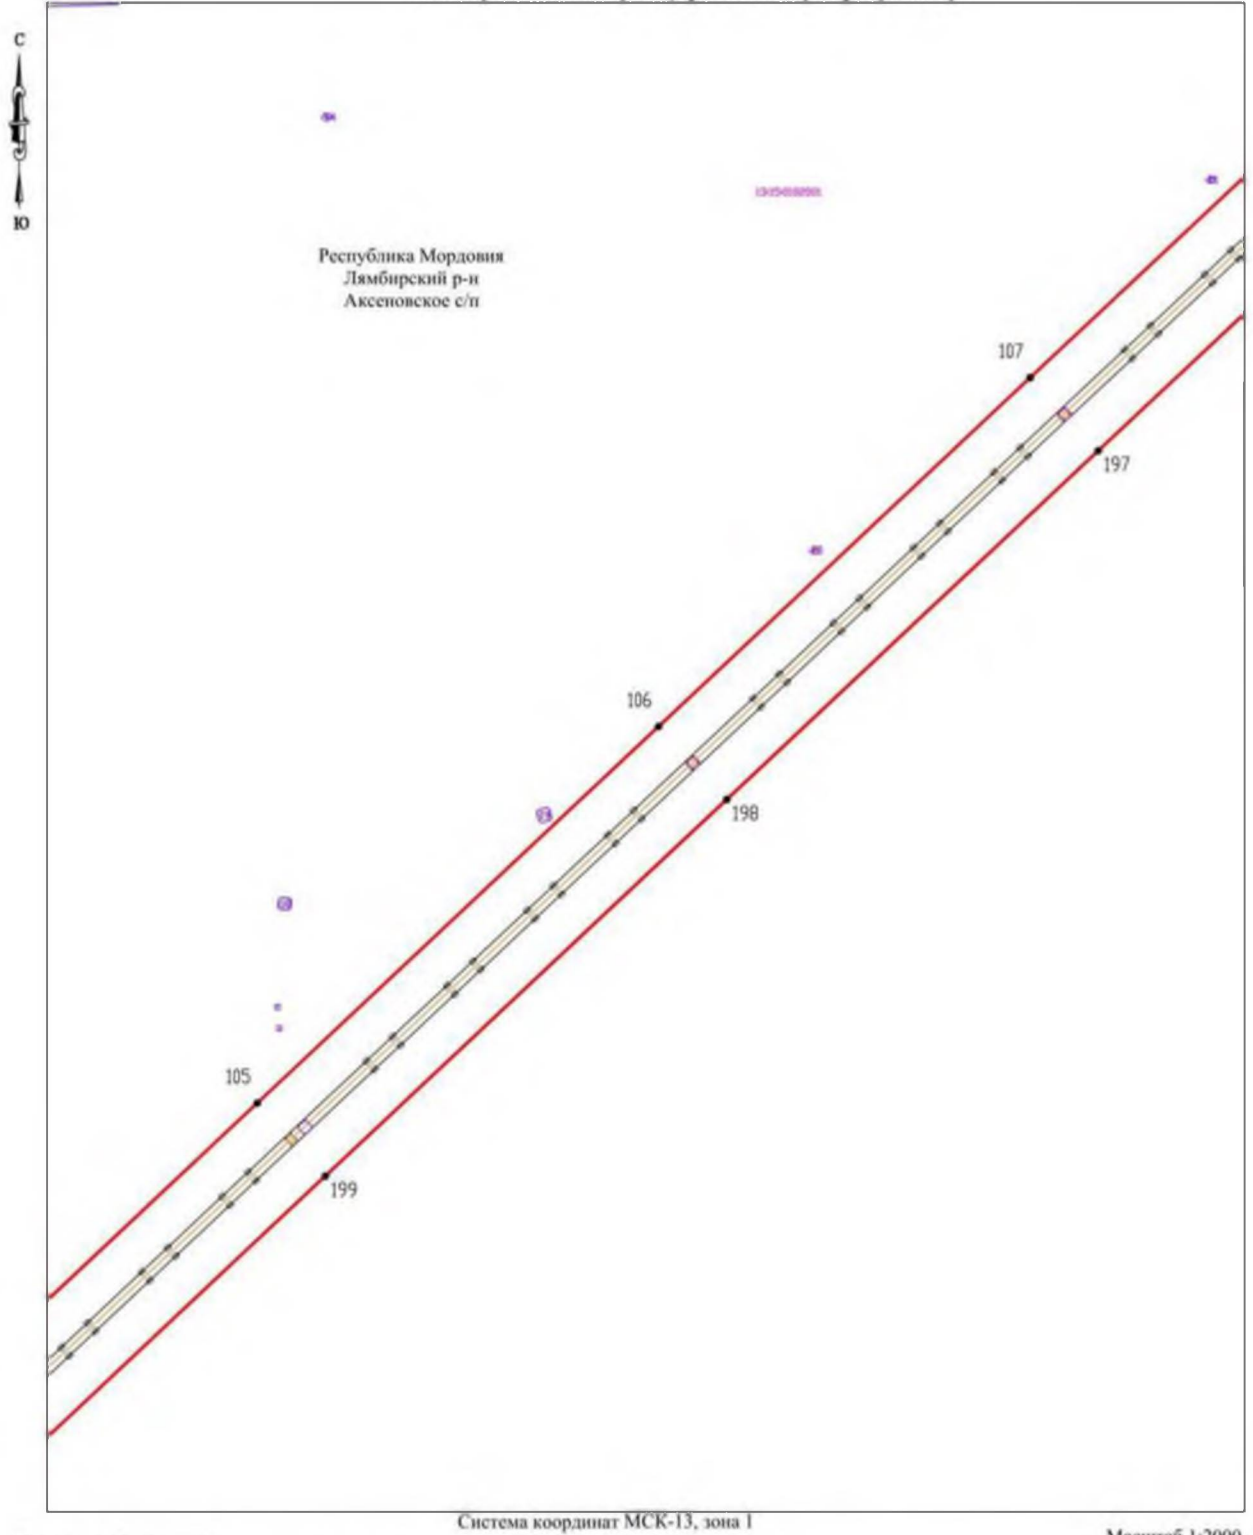 С
Ю
Республика Мордовия
Лямбирский р-н
Аксеновское с/п
107
197
106
198
105
199
Система координат МСК-13, зона 1